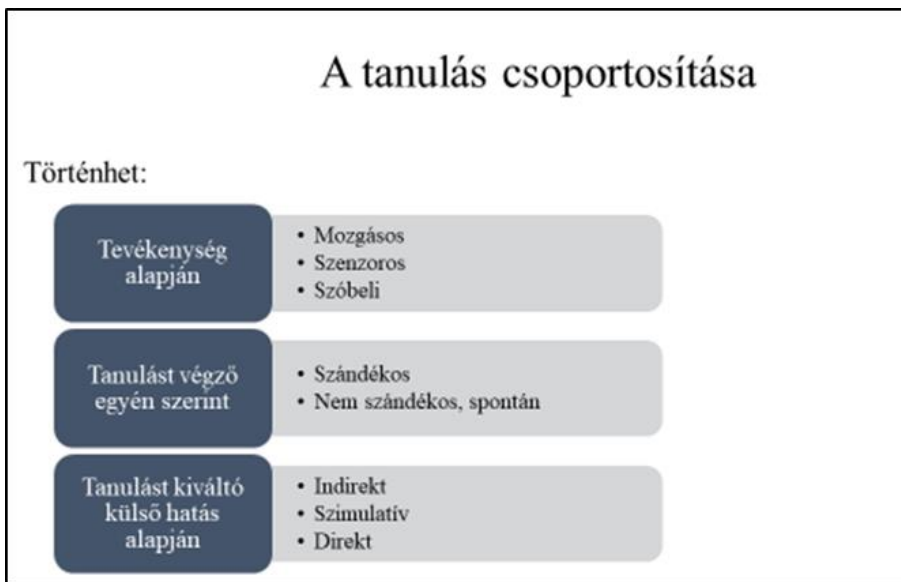 A tanulás csoportosítása
Történhet:
Tevékenység
alapján
• Mozgásos
• Szenzoros
• Szóbeli
Tanulást végző
egyén szerint
• Szándékos
• Nem szándékos, spontán
Tanulást kiváltó
külső hatás
alapján
• Indirekt
• Szimulatív
• Direkt